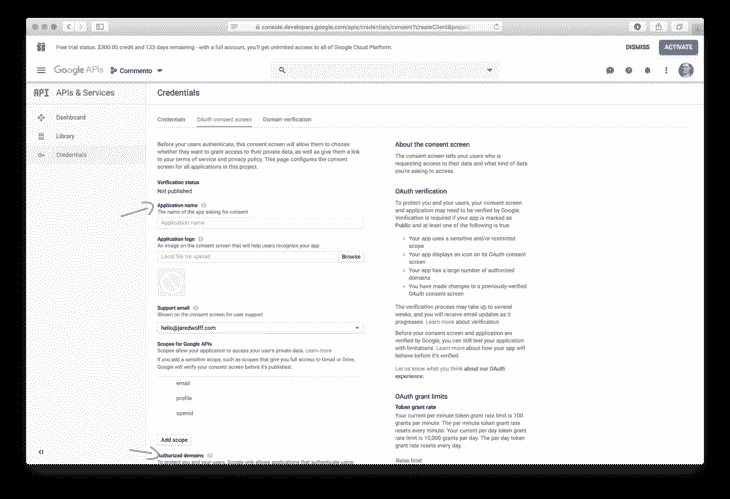 console.developers.google.com/apis/credentials/consent?createClient&project
Free trial status: $300.00 credit and 133 days remaining - with a full account, you'll get unlimited access to all of Google Cloud Platform.
DISMISS
ACTIVATE
Google APIs
Commento
API
APIs & Services
Credentials
Dashboard
Library
Credentials
Credentials
OAuth consent screen
Domain verification
Before your users authenticate, this consent screen will allow them to choose
whether they want to grant access to their private data, as well as give them a link
to your terms of service and privacy policy. This page configures the consent
screen for all applications in this project.
Verification status
Not published
Application name
The name of the app asking for consent
Application name
Application logo
An image on the consent screen that will help users recognize your app
Local file for upload
Browse
Support email
Shown on the consent screen for user support
hello@jaredwolff.com
Scopes for Google APIs
Scopes allow your application to access your user's private data. Learn more
If you add a sensitive scope, such as scopes that give you full access to Gmail or Drive,
Google will verify your consent screen before it's published.
email
profile
openid
Add scope
Authorized domains
To protect you and your users, Google only allows applications that authenticate using
About the consent screen
The consent screen tells your users who is
requesting access to their data and what kind of data
you're asking to access.
OAuth verification
To protect you and your users, your consent screen
and application may need to be verified by Google.
Verification is required if your app is marked as
Public and at least one of the following is true:
Your app uses a sensitive and/or restricted
scope
Your app displays an icon on its OAuth consent
screen
Your app has a large number of authorized
domains
You have made changes to a previously-verified
OAuth consent screen
The verification process may take up to several
weeks, and you will receive email updates as it
progresses. Learn more about verification.
Before your consent screen and application are
verified by Google, you can still test your application
with limitations. Learn more about how your app will
behave before it's verified.
Let us know what you think about our OAuth
experience.
OAuth grant limits
Token grant rate
Your current per minute token grant rate limit is 100
grants per minute. The per minute token grant rate
resets every minute. Your current per day token grant
rate limit is 10,000 grants per day. The per day token
grant rate resets every day.
Raise limit